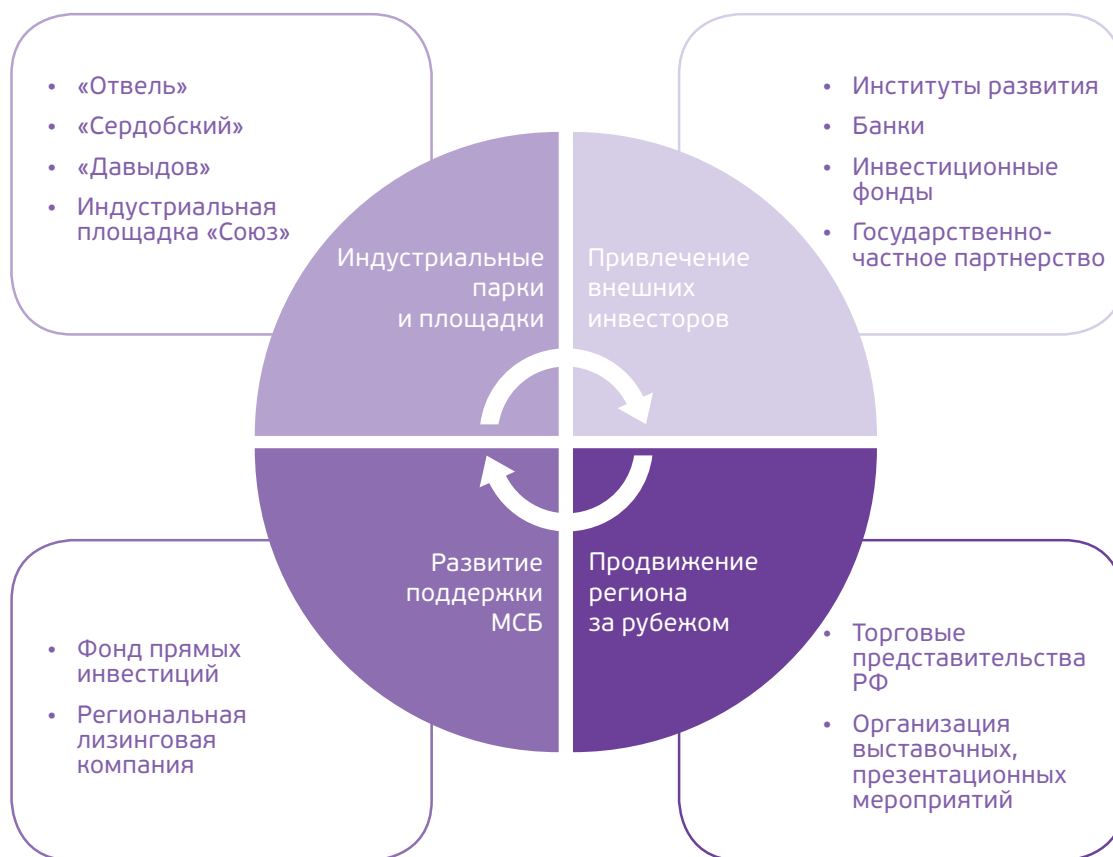 • «Отвель»
• «Сердобский»
• «Давыдов»
• Индустриальная
площадка «Союз»
• Институты развития
• Банки
• Инвестиционные
фонды
• Государственно-
частное партнерство
Индустриальные
парки
и площадки
Привлечение
внешних
инвесторов
Развитие
поддержки
МСБ
Продвижение
региона
за рубежом
• Фонд прямых
инвестиций
• Региональная
лизинговая
компания
• Торговые
представительства
РФ
• Организация
выставочных,
презентационных
мероприятий